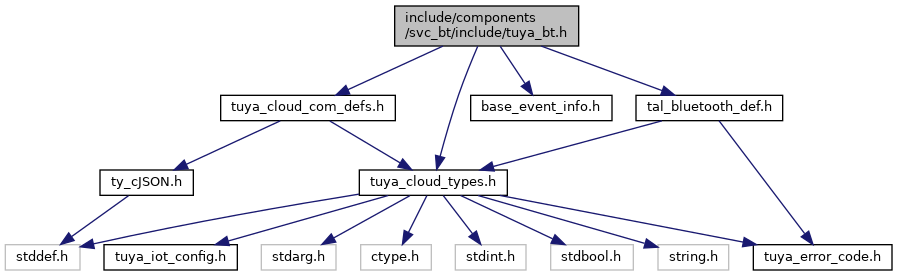 include/components
/svc_bt/include/tuya_bt.h
tuya_cloud_com_defs.h
base_event_info.h
tal_bluetooth_def.h
ty_cJSON.h
tuya_cloud_types.h
stddef.h
tuya_iot_config.h
stdarg.h
ctype.h
stdint.h
stdbool.h
string.h
tuya_error_code.h